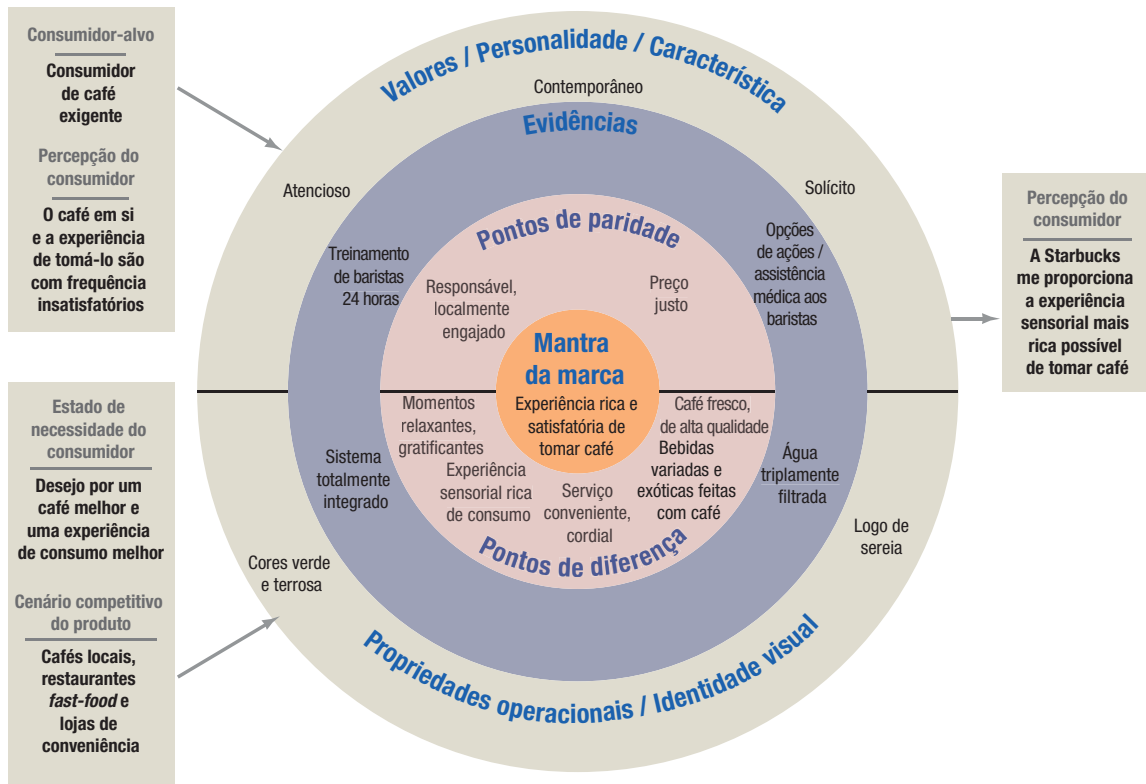 Consumidor-alvo
Consumidor
de café
exigente
Percepção do
consumidor
O café em si
e a experiência
de tomá-lo são
com frequência
insatisfatórios
Estado de
necessidade do
consumidor
Desejo por um
café melhor e
uma experiência
de consumo melhor
Cenário competitivo
do produto
Cafés locais,
restaurantes
fast-food e
lojas de
conveniência
Valores / Personalidade / Característica
Contemporâneo
Atencioso
Solícito
Evidências
Treinamento
de baristas
24 horas
Opções
de ações /
assistência
médica aos
baristas
Pontos de paridade
Responsável,
localmente
engajado
Preço
justo
Mantra
da marca
Experiência rica e
satisfatória de
tomar café
Momentos
relaxantes,
gratificantes
Experiência
sensorial rica
de consumo
Serviço
conveniente,
cordial
Café fresco,
de alta qualidade
Bebidas
variadas e
exóticas feitas
com café
Pontos de diferença
Sistema
totalmente
integrado
Água
triplamente
filtrada
Cores verde
e terrosa
Logo de
sereia
Propriedades operacionais / Identidade visual
Percepção do
consumidor
A Starbucks
me proporciona
a experiência
sensorial mais
rica possível
de tomar café